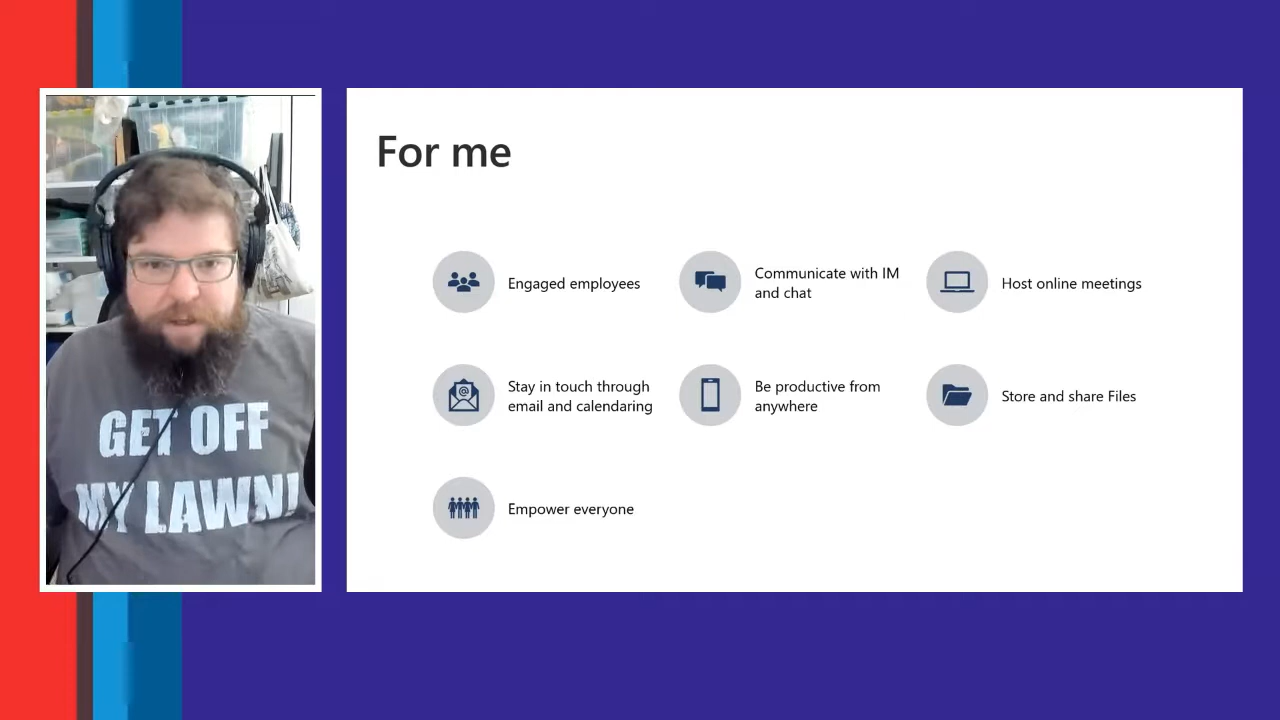 For me
Engaged employees
Communicate with IM
and chat
Host online meetings
Stay in touch through
email and calendaring
Be productive from
anywhere
Store and share Files
Empower everyone
GET OFF
MY LAWN!